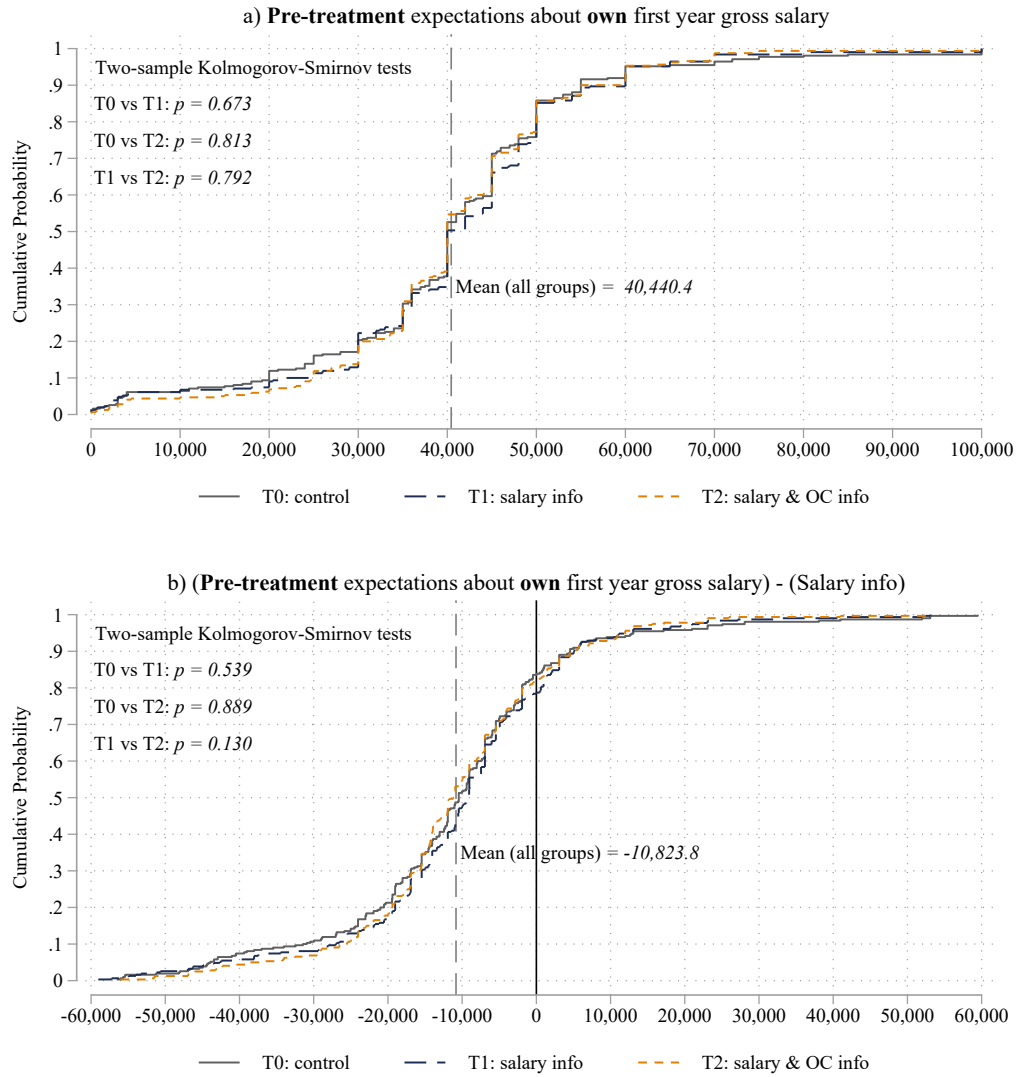 a) Pre-treatment expectations about own first year gross salary
Cumulative Probability
1
.9
.8
.7
.6
.5
.4
.3
.2
.1
0
Two-sample Kolmogorov-Smirnov tests
T0 vs T1: p = 0.673
T0 vs T2: p = 0.813
T1 vs T2: p = 0.792
Mean (all groups) = 40,440.4
0 10,000 20,000 30,000 40,000 50,000 60,000 70,000 80,000 90,000 100,000
T0: control T1: salary info T2: salary & OC info
b) (Pre-treatment expectations about own first year gross salary) - (Salary info)
Cumulative Probability
1
.9
.8
.7
.6
.5
.4
.3
.2
.1
0
Two-sample Kolmogorov-Smirnov tests
T0 vs T1: p = 0.539
T0 vs T2: p = 0.889
T1 vs T2: p = 0.130
Mean (all groups) = -10,823.8
-60,000 -50,000 -40,000 -30,000 -20,000 -10,000 0 10,000 20,000 30,000 40,000 50,000 60,000
T0: control T1: salary info T2: salary & OC info